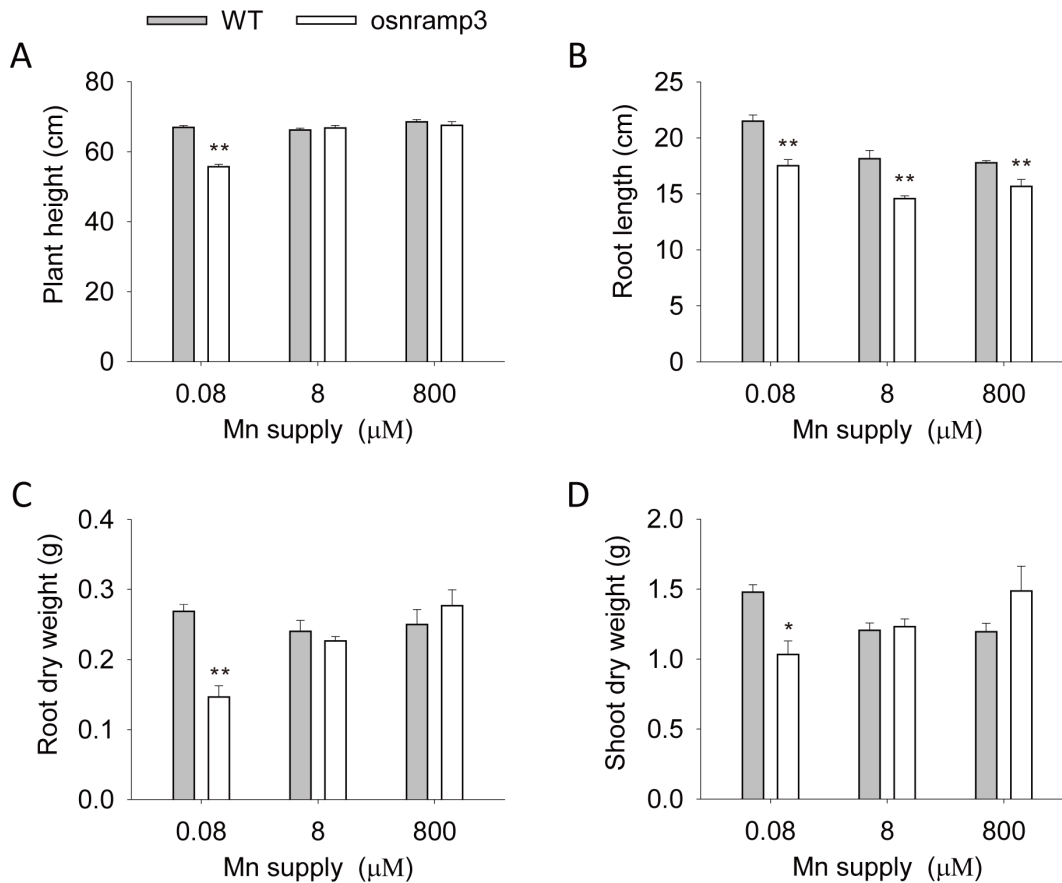 WT osnramp3
A
80
60
40
20
0
Plant height (cm)
**
0.08 8 800
Mn supply (μM)
B
25
20
15
10
5
0
Root length (cm)
** ** **
0.08 8 800
Mn supply (μM)
C
0.4
0.3
0.2
0.1
0.0
Root dry weight (g)
**
0.08 8 800
Mn supply (μM)
D
2.0
1.5
1.0
0.5
0.0
Shoot dry weight (g)
*
0.08 8 800
Mn supply (μM)